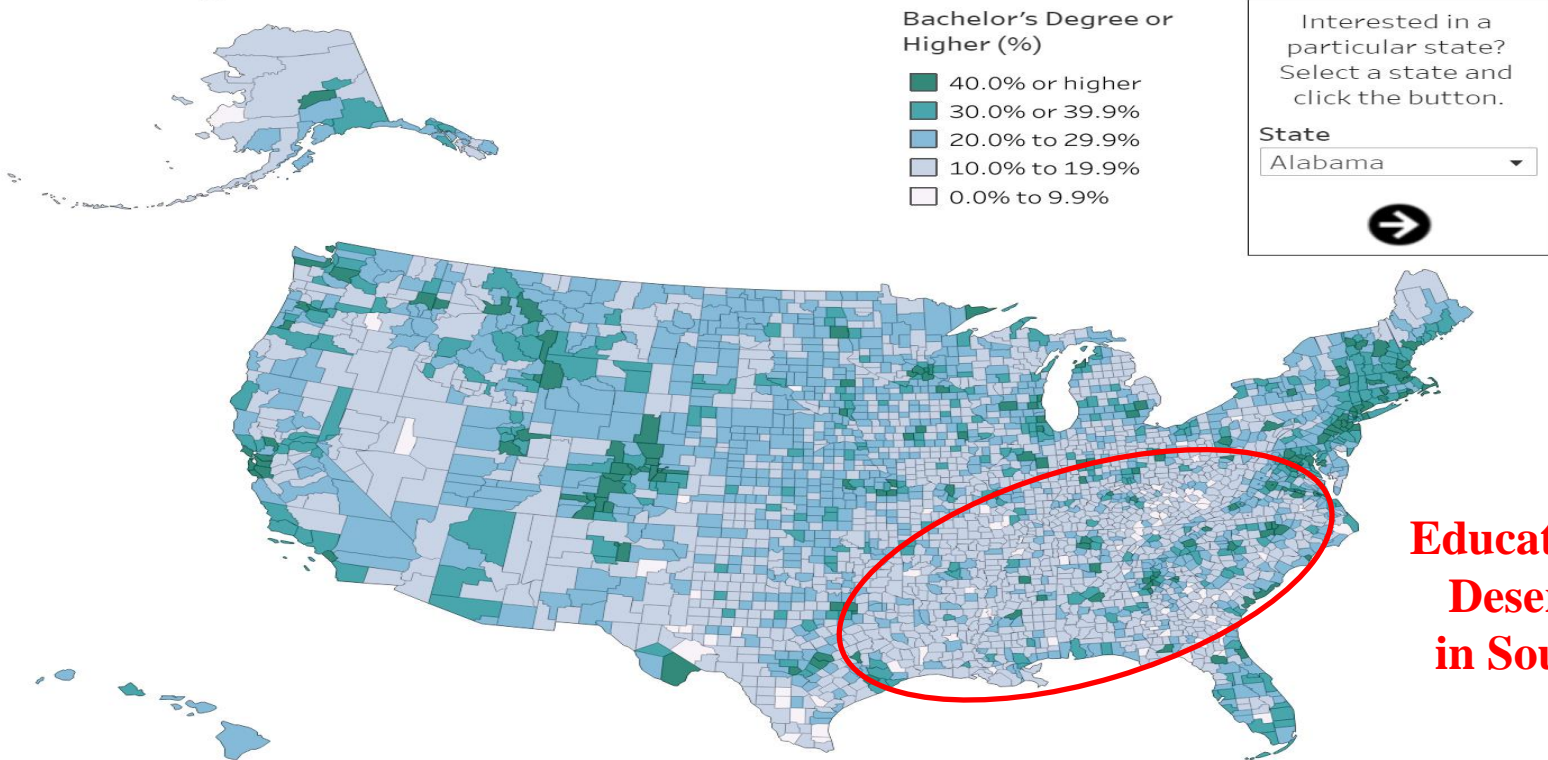 Bachelor's Degree or
Higher (%)
40.0% or higher
30.0% or 39.9%
20.0% to 29.9%
10.0% to 19.9%
0.0% to 9.9%
Interested in a
particular state?
Select a state and
click the button.
State
Alabama
in